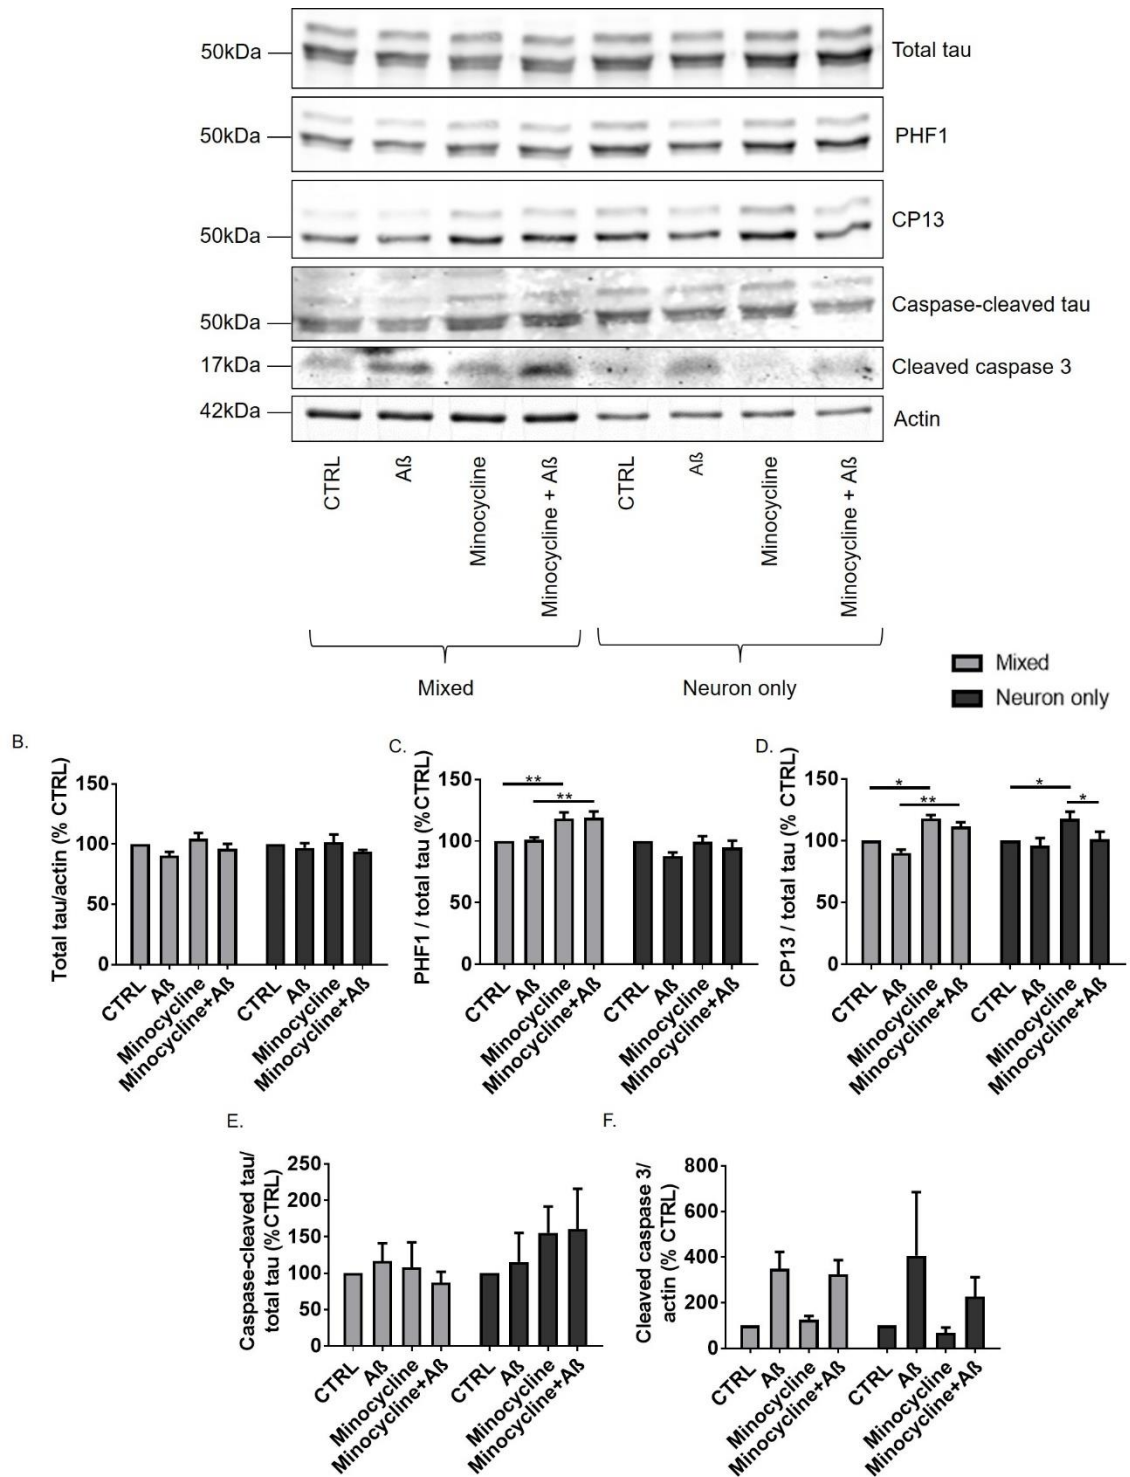 50kDa
Total tau
50kDa
PHF1
50kDa
CP13
50kDa
Caspase-cleaved tau
17kDa
Cleaved caspase 3
42kDa
Actin
CTRL
Aß
Minocycline
Minocycline + Aß
CTRL
Aß
Minocycline
Minocycline + Aß
Mixed
Neuron only
Mixed
Neuron only
B.
Total tau/actin (% CTRL)
150
100
50
0
CTRL
Aß
Minocycline
Minocycline+Aß
CTRL
Aß
Minocycline
Minocycline+Aß
C.
PHF1 / total tau (%CTRL)
150
100
50
0
**
**
CTRL
Aß
Minocycline
Minocycline+Aß
CTRL
Aß
Minocycline
Minocycline+Aß
D.
CP13 / total tau (% CTRL)
150
100
50
0
*
**
*
*
CTRL
Aß
Minocycline
Minocycline+Aß
CTRL
Aß
Minocycline
Minocycline+Aß
E.
Caspase-cleaved tau/
total tau (%CTRL)
250
200
150
100
50
0
CTRL
Aß
Minocycline
Minocycline+Aß
CTRL
Aß
Minocycline
Minocycline+Aß
F.
Cleaved caspase 3/
actin (% CTRL)
800
600
400
200
0
CTRL
Aß
Minocycline
Minocycline+Aß
CTRL
Aß
Minocycline
Minocycline+Aß